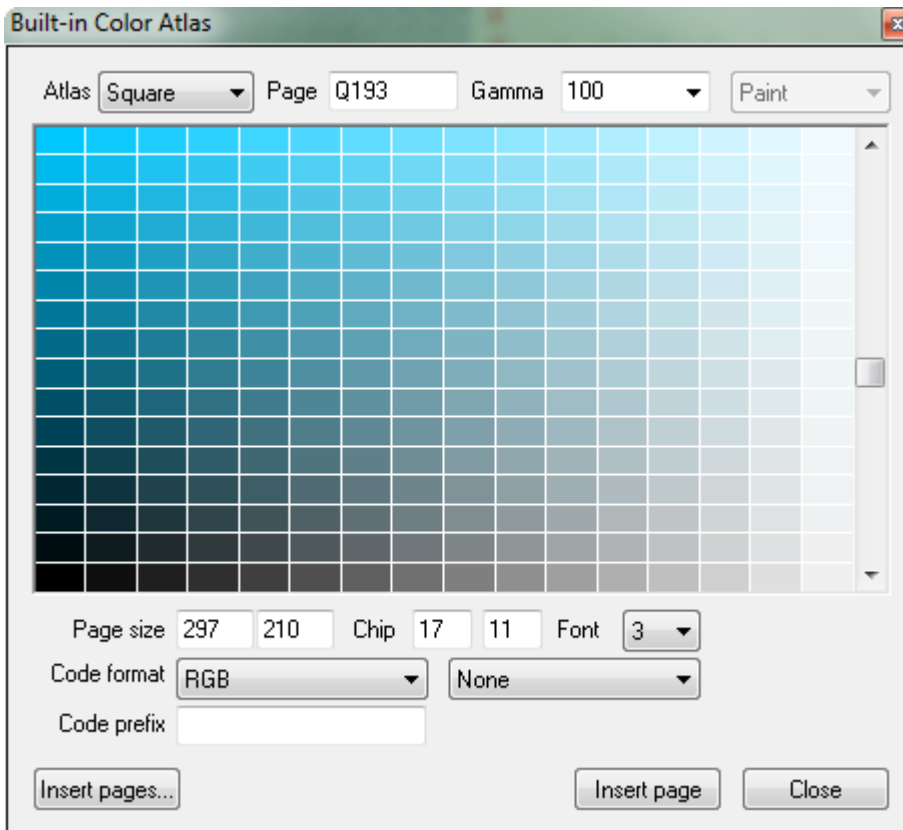 Built-in Color Atlas
Atlas Square Page Q193 Gamma 100 Paint
Page size 297 210 Chip 17 11 Font 3
Code format RGB None
Code prefix
Insert pages... Insert page Close